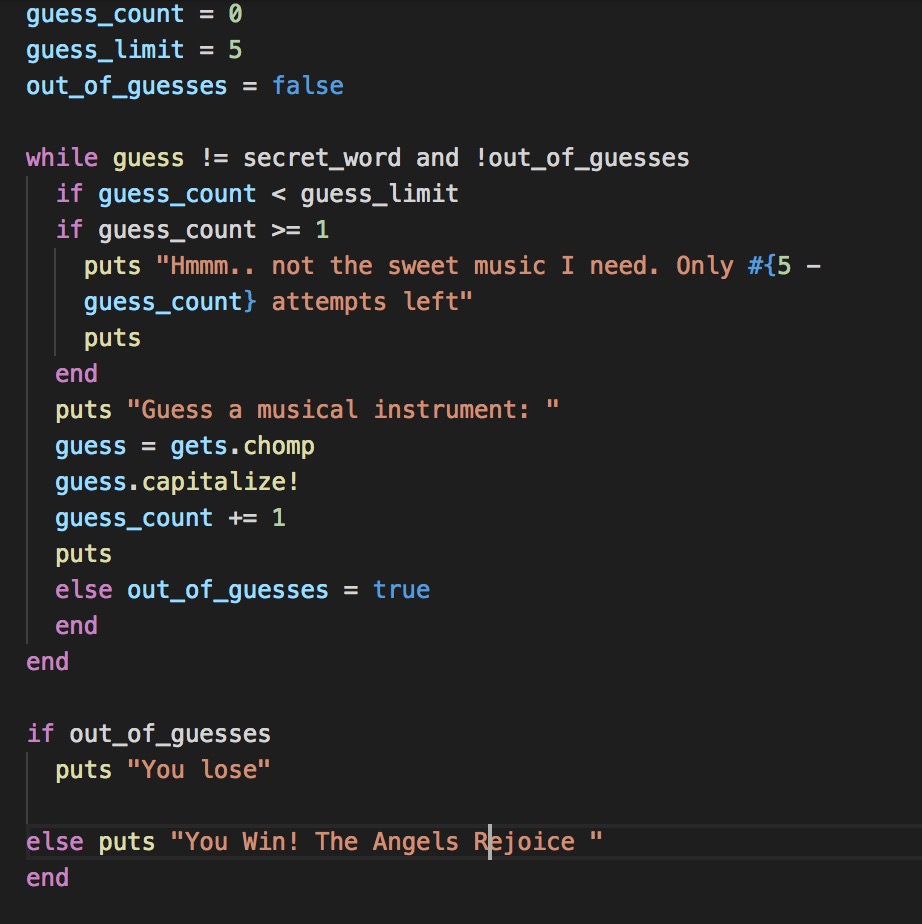 guess_count = 0
guess_limit = 5
out_of_guesses = false

while guess != secret_word and !out_of_guesses
  if guess_count < guess_limit
  if guess_count >= 1
    puts "Hmmm.. not the sweet music I need. Only #{5 -
    guess_count} attempts left"
    puts
  end
  puts "Guess a musical instrument: "
  guess = gets.chomp
  guess.capitalize!
  guess_count += 1
  puts
  else out_of_guesses = true
  end
end

if out_of_guesses
  puts "You lose"

else puts "You Win! The Angels Rejoice "
end